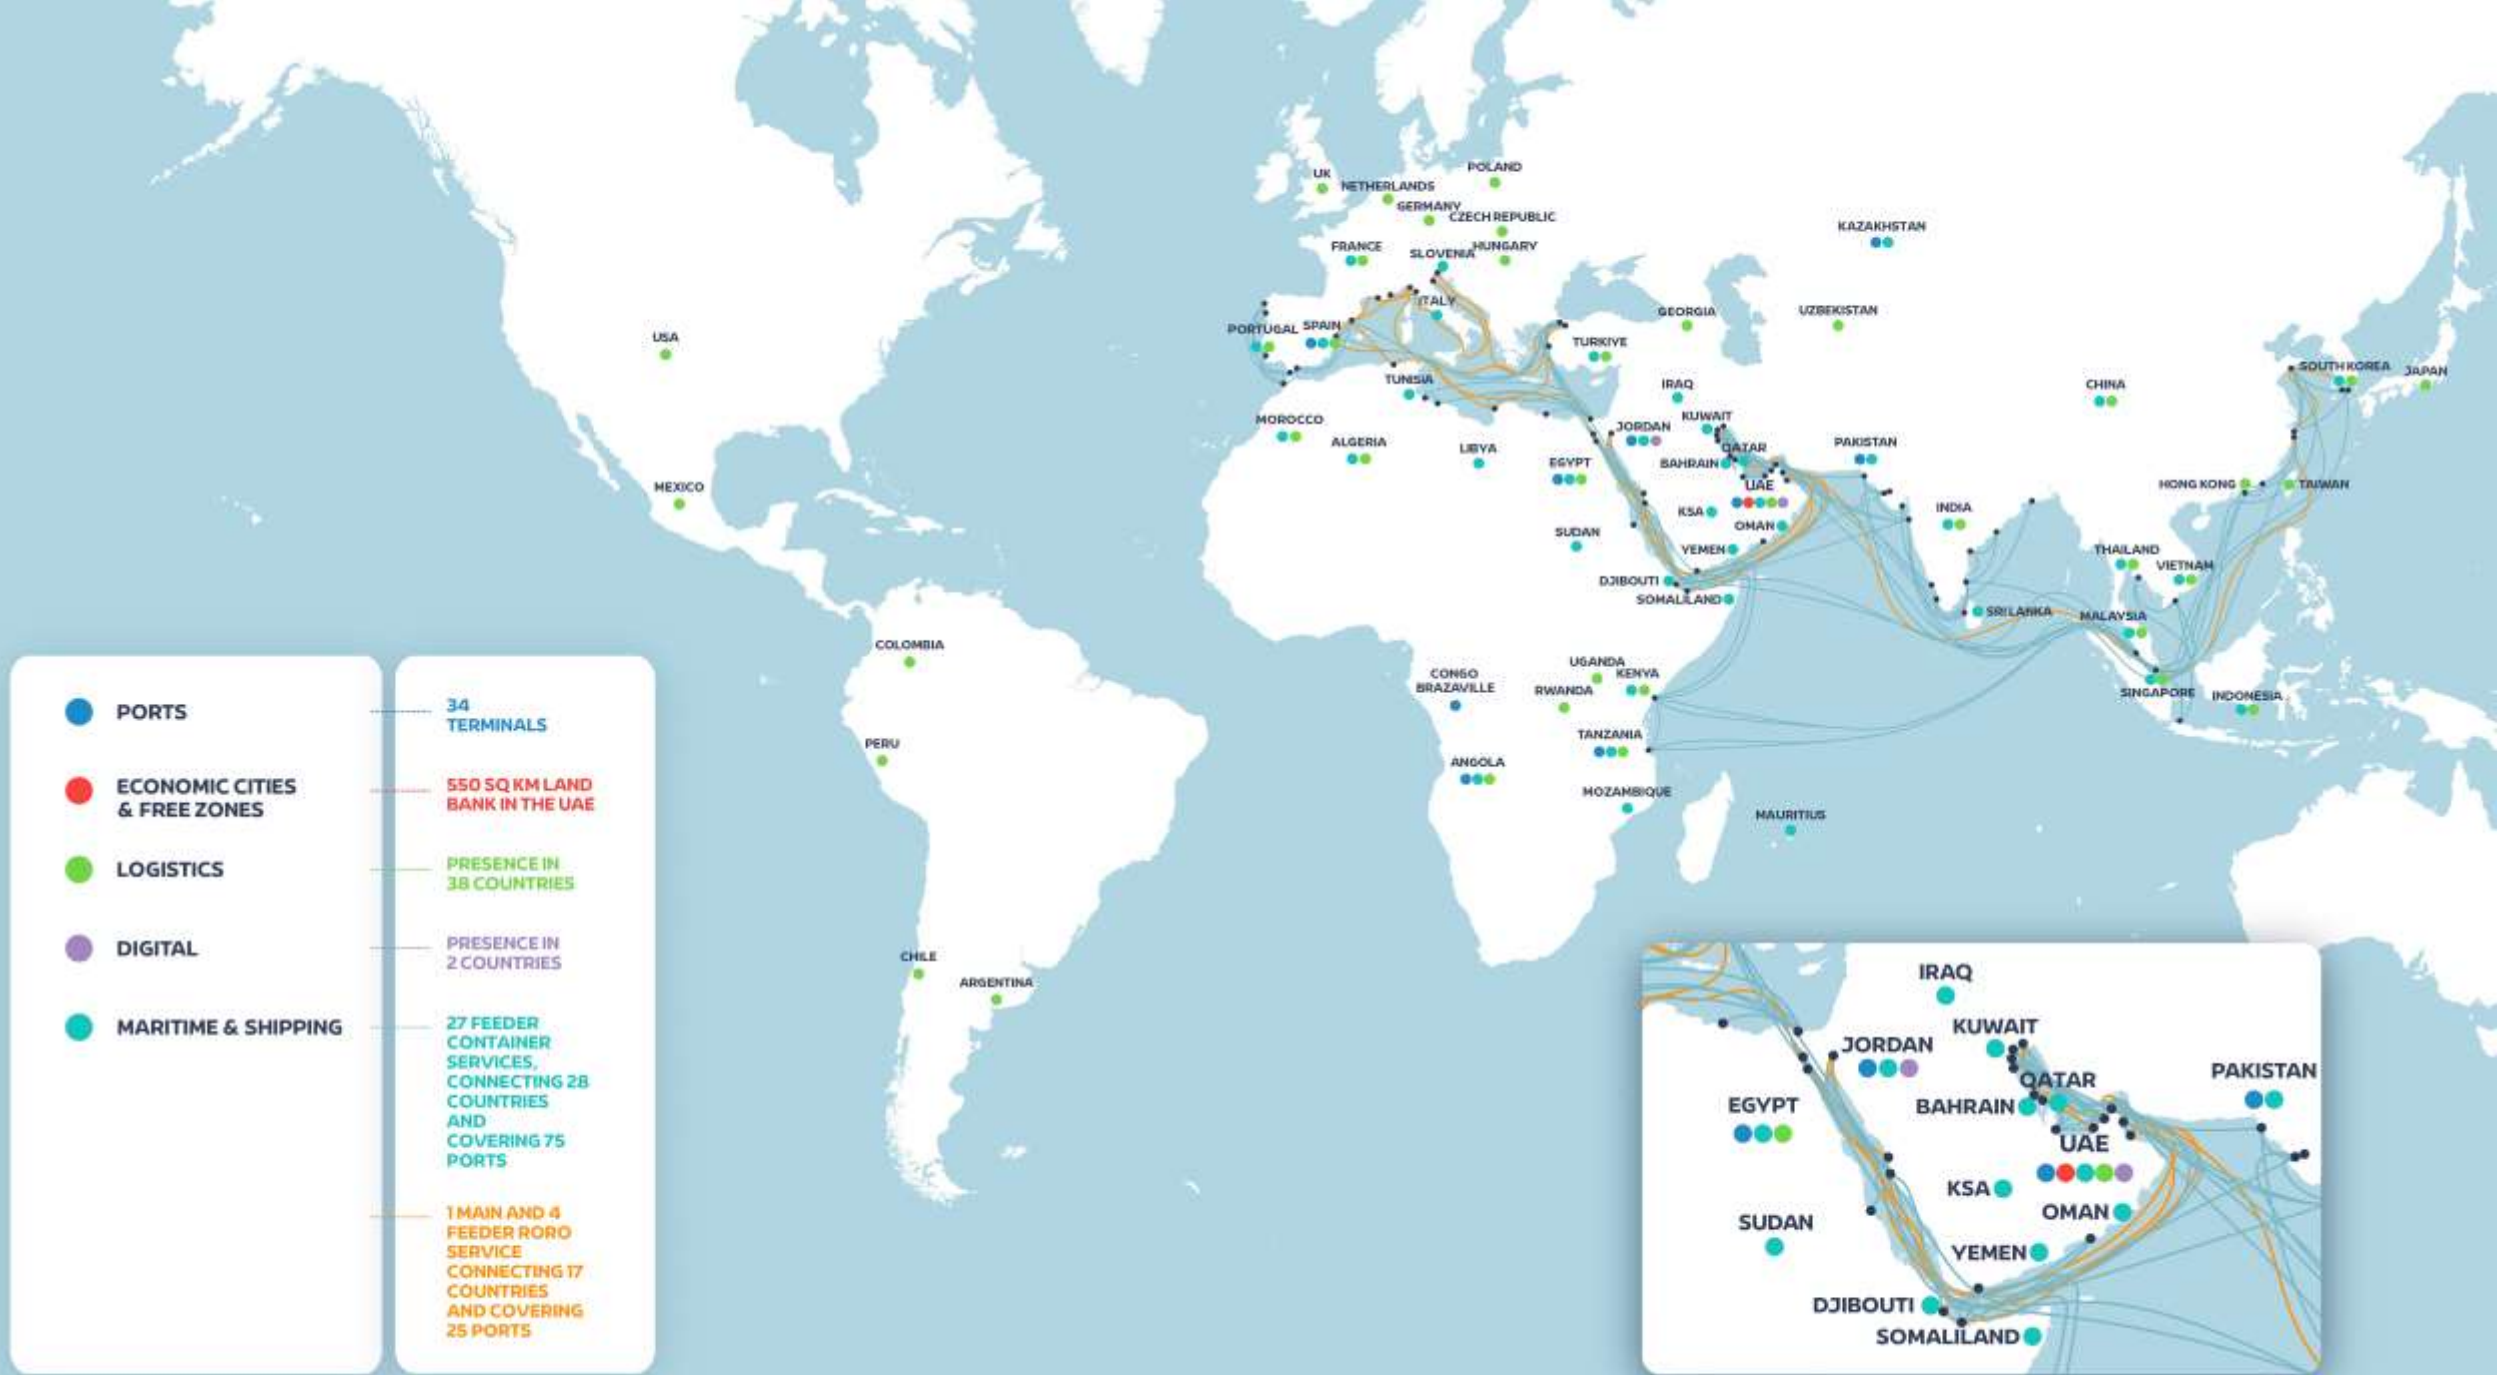 UK
POLAND
NETHERLANDS
GERMANY
CZECH REPUBLIC
FRANCE
SLOVENIA
HUNGARY
KAZAKHSTAN
ITALY
GEORGIA
UZBEKISTAN
PORTUGAL
SPAIN
USA
TURKIYE
SOUTH KOREA
JAPAN
TUNISIA
IRAQ
CHINA
MOROCCO
KUWAIT
JORDAN
ALGERIA
LIBYA
QATAR
PAKISTAN
EGYPT
BAHRAIN
MEXICO
UAE
HONG KONG
TAIWAN
KSA
INDIA
OMAN
SUDAN
YEMEN
THAILAND
VIETNAM
DJIBOUTI
SOMALILAND
SRI LANKA
MALAYSIA
COLOMBIA
UGANDA
CONGO
BRAZAVILLE
KENYA
RWANDA
SINGAPORE
INDONESIA
PERU
TANZANIA
ANGOLA
MOZAMBIQUE
MAURITIUS
CHILE
ARGENTINA
PORTS
34
TERMINALS
ECONOMIC CITIES
& FREE ZONES
550 SQ KM LAND
BANK IN THE UAE
LOGISTICS
PRESENCE IN
38 COUNTRIES
DIGITAL
PRESENCE IN
2 COUNTRIES
MARITIME & SHIPPING
27 FEEDER
CONTAINER
SERVICES,
CONNECTING 28
COUNTRIES
AND
COVERING 75
PORTS
1 MAIN AND 4
FEEDER RORO
SERVICE
CONNECTING 17
COUNTRIES
AND COVERING
25 PORTS
IRAQ
KUWAIT
JORDAN
QATAR
PAKISTAN
EGYPT
BAHRAIN
UAE
KSA
OMAN
SUDAN
YEMEN
DJIBOUTI
SOMALILAND